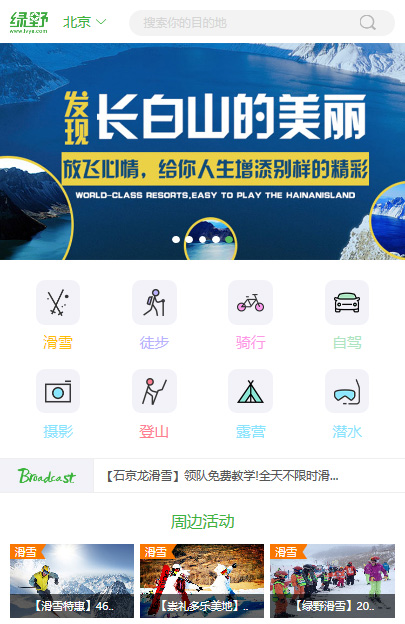 绿野
www.lvye.com
北京
搜索你的目的地
发现 长白山的美丽
放飞心情，给你人生增添别样的精彩
WORLD-CLASS RESORTS,EASY TO PLAY THE HAINANISLAND
滑雪 徒步 骑行 自驾
摄影 登山 露营 潜水
Broadcast 【石京龙滑雪】领队免费教学!全天不限时滑...
周边活动
滑雪 滑雪 滑雪
【滑雪特惠】46.. 【崇礼多乐美地】.. 【绿野滑雪】20..